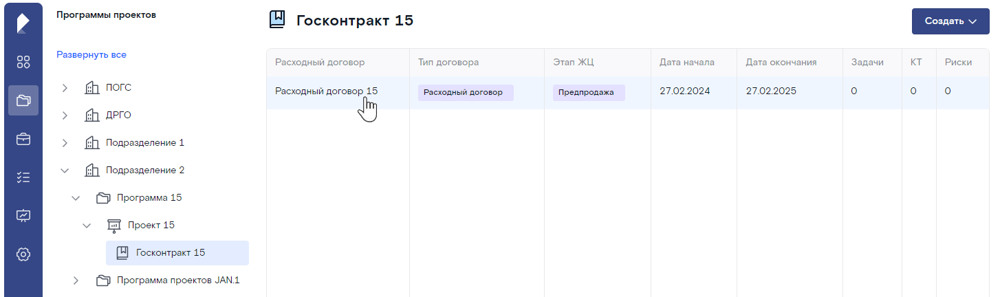 Программы проектов
Развернуть все
ПОГС
ДРГО
Подразделение 1
Подразделение 2
Программа 15
Проект 15
Госконтракт 15
Программа проектов JAN.1
Госконтракт 15
Создать
Расходный договор Тип договора Этап ЖЦ Дата начала Дата окончания Задачи КТ Риски
Расходный договор 15 Расходный договор Предпродажа 27.02.2024 27.02.2025 0 0 0